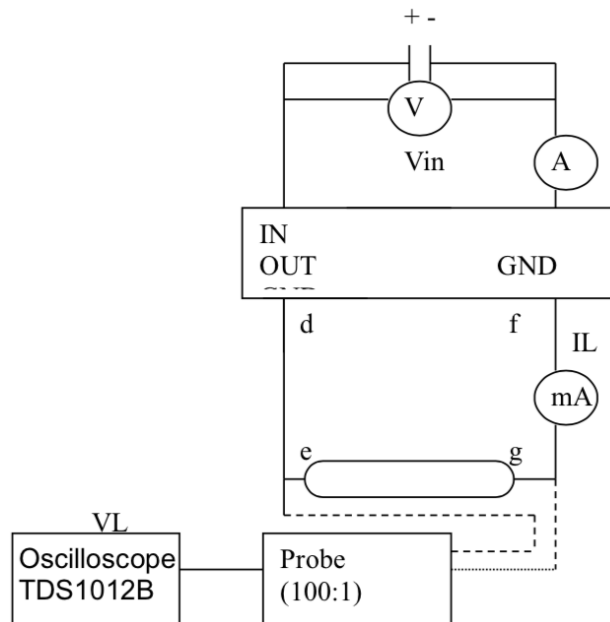 + -
V
Vin
A
IN
OUT
GND
d
f
IL
mA
e
g
VL
Oscilloscope
TDS1012B
Probe
(100:1)